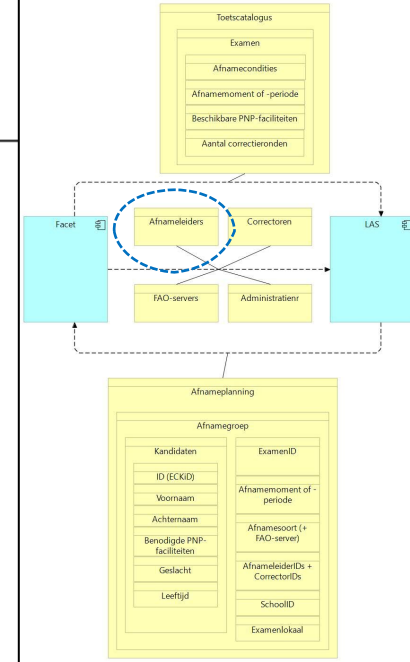 Toetscatalogus
Examen
Afnamecondities
Afnamemoment of -periode
Beschikbare PNP-faciliteiten
Aantal correctieronden
Facet
Afnameleiders
Correctoren
LAS
FAO-servers
Administratienr
Afnameplanning
Afnamegroep
Kandidaten
ID (ECKiD)
Voornaam
Achternaam
Benodigde PNP-
faciliteiten
Geslacht
Leeftijd
ExamenID
Afnamemoment of -
periode
Afnamesoort (+
FAO-server)
AfnameleiderIDs +
CorrectorIDs
SchoolID
Examenlokaal